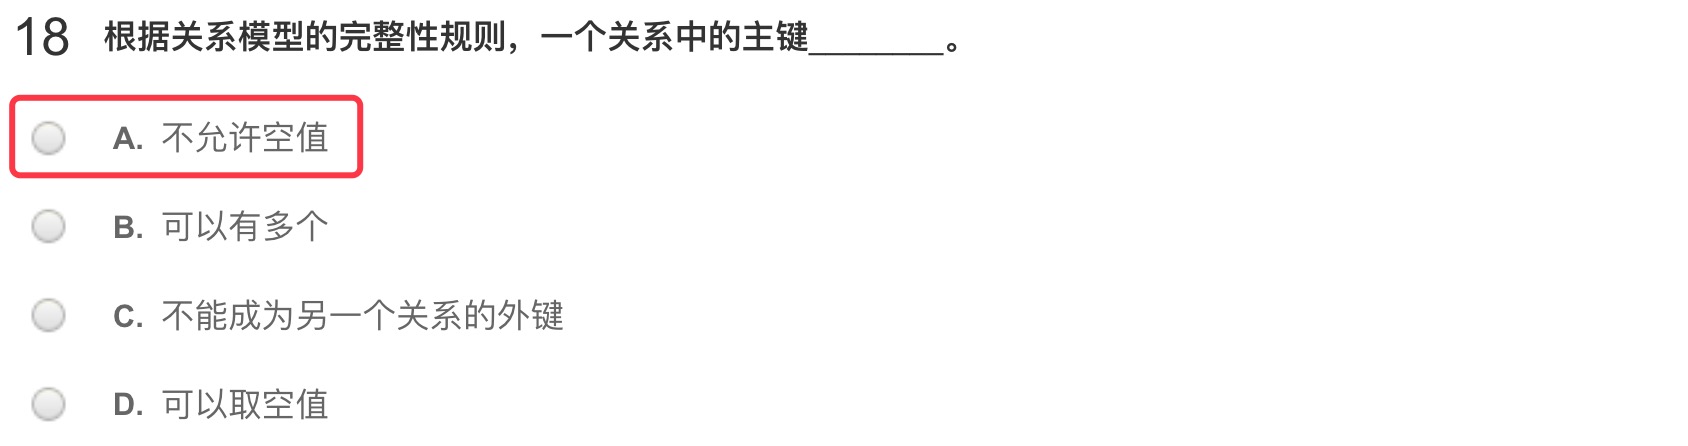 18 根据关系模型的完整性规则，一个关系中的主键________。
A. 不允许空值
B. 可以有多个
C. 不能成为另一个关系的外键
D. 可以取空值